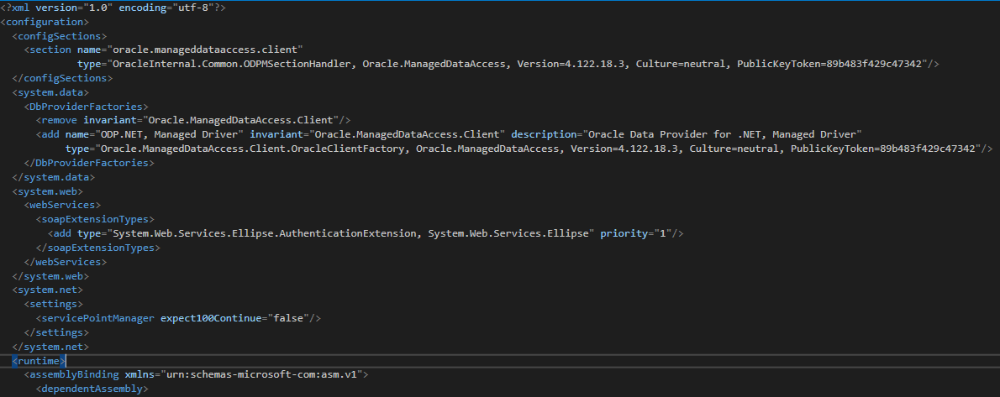 <?xml version="1.0" encoding="utf-8"?>
<configuration>
  <configSections>
    <section name="oracle.manageddataaccess.client"
             type="OracleInternal.Common.ODPMSectionHandler, Oracle.ManagedDataAccess, Version=4.122.18.3, Culture=neutral, PublicKeyToken=89b483f429c47342"/>
  </configSections>
  <system.data>
    <DbProviderFactories>
      <remove invariant="Oracle.ManagedDataAccess.Client"/>
      <add name="ODP.NET, Managed Driver" invariant="Oracle.ManagedDataAccess.Client" description="Oracle Data Provider for .NET, Managed Driver"
           type="Oracle.ManagedDataAccess.Client.OracleClientFactory, Oracle.ManagedDataAccess, Version=4.122.18.3, Culture=neutral, PublicKeyToken=89b483f429c47342"/>
    </DbProviderFactories>
  </system.data>
  <system.web>
    <webServices>
      <soapExtensionTypes>
        <add type="System.Web.Services.Ellipse.AuthenticationExtension, System.Web.Services.Ellipse" priority="1"/>
      </soapExtensionTypes>
    </webServices>
  </system.web>
  <system.net>
    <settings>
      <servicePointManager expect100Continue="false"/>
    </settings>
  </system.net>
  <runtime>
    <assemblyBinding xmlns="urn:schemas-microsoft-com:asm.v1">
      <dependentAssembly>